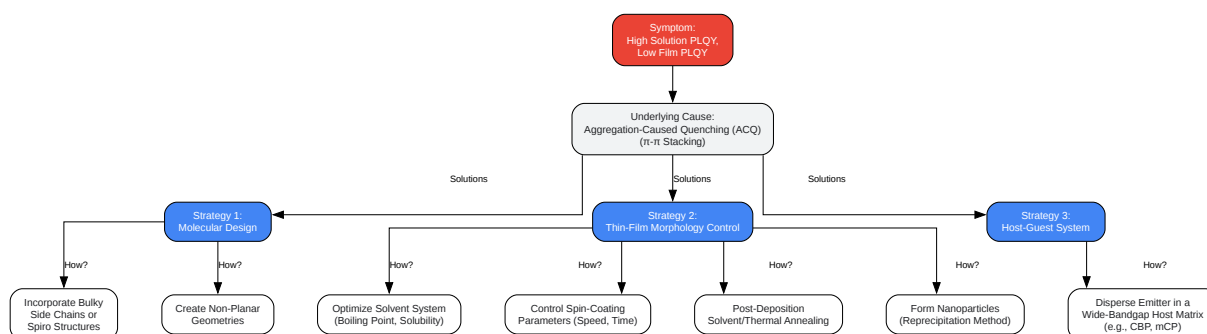 Symptom:
High Solution PLQY,
Low Film PLQY
Underlying Cause:
Aggregation-Caused Quenching (ACQ)
(π-π Stacking)
Solutions
Solutions
Solutions
Strategy 1:
Molecular Design
Strategy 2:
Thin-Film Morphology Control
Strategy 3:
Host-Guest System
How?
How?
How?
How?
How?
How?
How?
Incorporate Bulky
Side Chains or
Spiro Structures
Create Non-Planar
Geometries
Optimize Solvent System
(Boiling Point, Solubility)
Control Spin-Coating
Parameters (Speed, Time)
Post-Deposition
Solvent/Thermal Annealing
Form Nanoparticles
(Reprecipitation Method)
Disperse Emitter in a
Wide-Bandgap Host Matrix
(e.g., CBP, mCP)